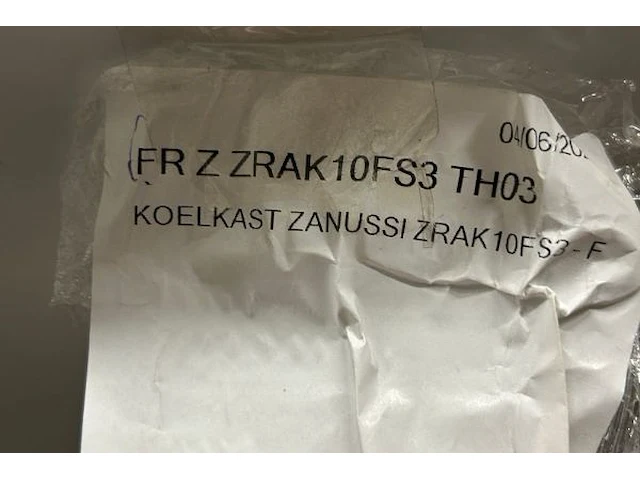 04/06/20
FR Z ZRAK10FS3 TH03
KOELKAST ZANUSSI ZRAK10FS3 - F